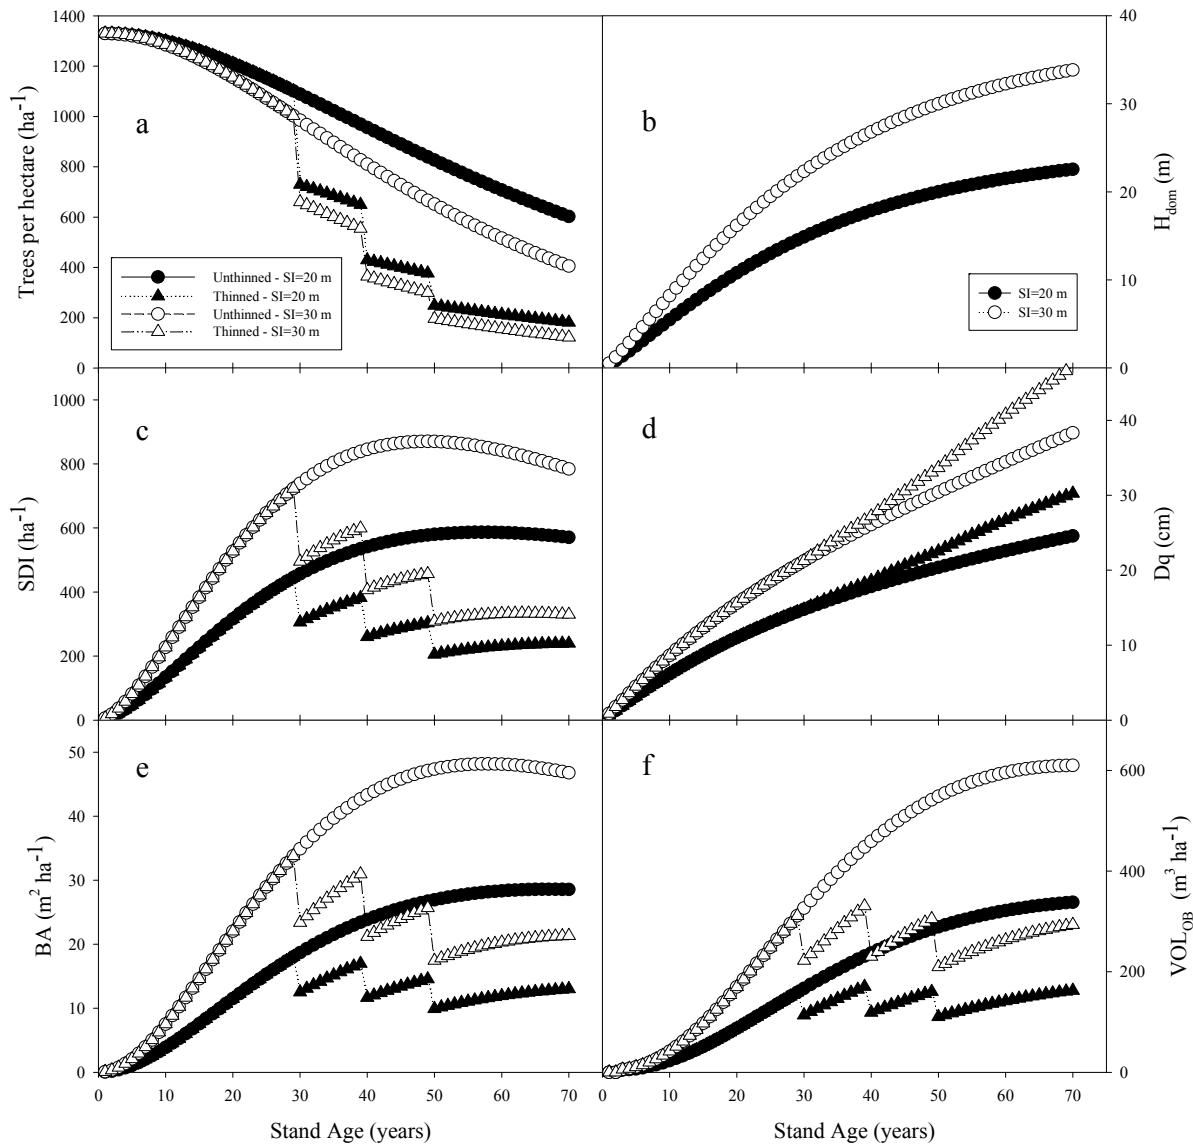 1400
1200
1000
800
600
400
200
0
Trees per hectare (ha⁻¹)
a
Unthinned - SI=20 m
Thinned - SI=20 m
Unthinned - SI=30 m
Thinned - SI=30 m
b
SI=20 m
SI=30 m
40
30
20
10
0
H_dom (m)
1000
800
600
400
200
0
SDI (ha⁻¹)
c
d
40
30
20
10
0
Dq (cm)
50
40
30
20
10
0
BA (m² ha⁻¹)
e
f
600
400
200
0
VOL_OB (m³ ha⁻¹)
0 10 20 30 40 50 60 70
0 10 20 30 40 50 60 70
Stand Age (years)
Stand Age (years)